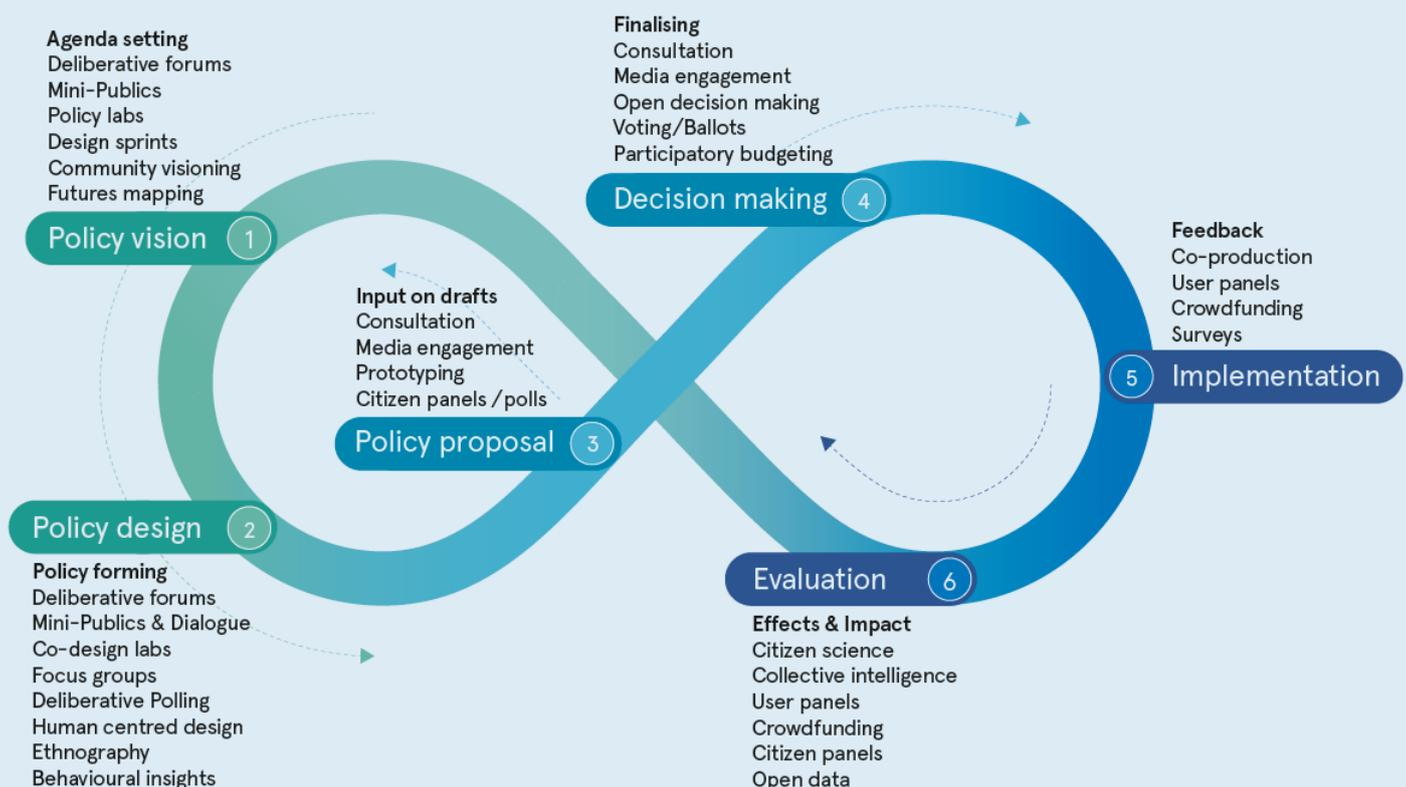 Agenda setting
Deliberative forums
Mini-Publics
Policy labs
Design sprints
Community visioning
Futures mapping
Policy vision 1
Policy design 2
Policy forming
Deliberative forums
Mini-Publics & Dialogue
Co-design labs
Focus groups
Deliberative Polling
Human centred design
Ethnography
Behavioural insights
Input on drafts
Consultation
Media engagement
Prototyping
Citizen panels /polls
Policy proposal 3
Finalising
Consultation
Media engagement
Open decision making
Voting/Ballots
Participatory budgeting
Decision making 4
Feedback
Co-production
User panels
Crowdfunding
Surveys
5 Implementation
Evaluation 6
Effects & Impact
Citizen science
Collective intelligence
User panels
Crowdfunding
Citizen panels
Open data